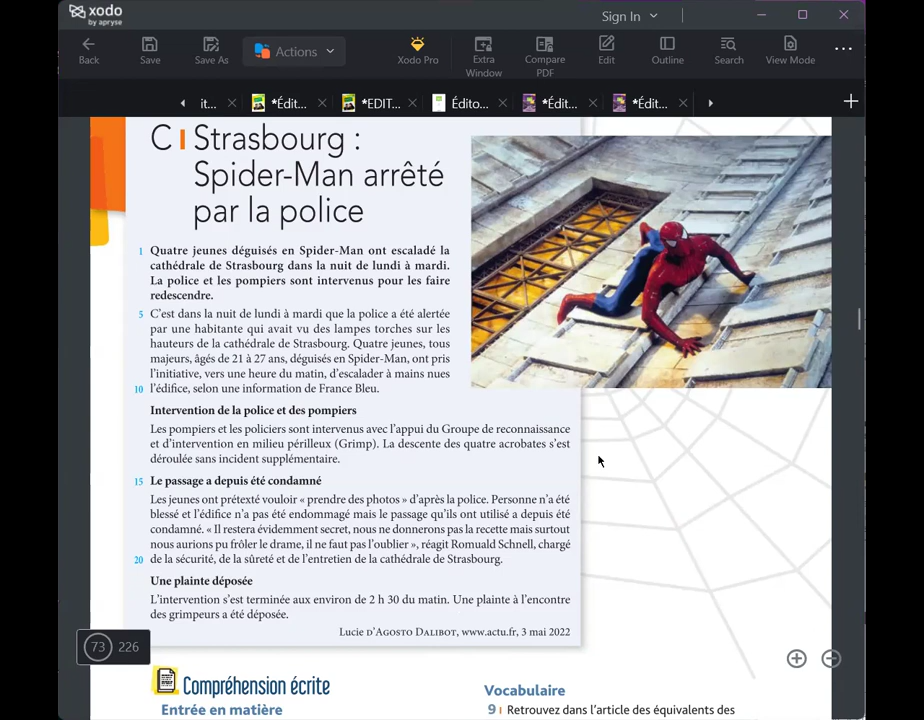 xodo
by apryse
Sign In
Back
Save
Save As
Actions
Xodo Pro
Extra
Window
Compare
PDF
Edit
Outline
Search
View Mode
it...
*Édit...
*EDIT...
Édito...
*Édit...
*Édit...
C Strasbourg :
Spider-Man arrêté
par la police
1 Quatre jeunes déguisés en Spider-Man ont escaladé la
cathédrale de Strasbourg dans la nuit de lundi à mardi.
La police et les pompiers sont intervenus pour les faire
redescendre.
5 C'est dans la nuit de lundi à mardi que la police a été alertée
par une habitante qui avait vu des lampes torches sur les
hauteurs de la cathédrale de Strasbourg. Quatre jeunes, tous
majeurs, âgés de 21 à 27 ans, déguisés en Spider-Man, ont pris
l'initiative, vers une heure du matin, d'escalader à mains nues
10 l'édifice, selon une information de France Bleu.
Intervention de la police et des pompiers
Les pompiers et les policiers sont intervenus avec l'appui du Groupe de reconnaissance
et d'intervention en milieu périlleux (Grimp). La descente des quatre acrobates s'est
déroulée sans incident supplémentaire.
15 Le passage a depuis été condamné
Les jeunes ont prétexté vouloir « prendre des photos » d'après la police. Personne n'a été
blessé et l'édifice n'a pas été endommagé mais le passage qu'ils ont utilisé a depuis été
condamné. « Il restera évidemment secret, nous ne donnerons pas la recette mais surtout
nous aurions pu frôler le drame, il ne faut pas l'oublier », réagit Romuald Schnell, chargé
20 de la sécurité, de la sûreté et de l'entretien de la cathédrale de Strasbourg.
Une plainte déposée
L'intervention s'est terminée aux environ de 2 h 30 du matin. Une plainte à l'encontre
des grimpeurs a été déposée.
Lucie D'AGOSTO DALIBOT, www.actu.fr, 3 mai 2022
73 226
Compréhension écrite
Entrée en matière
Vocabulaire
9 Retrouvez dans l'article des équivalents des